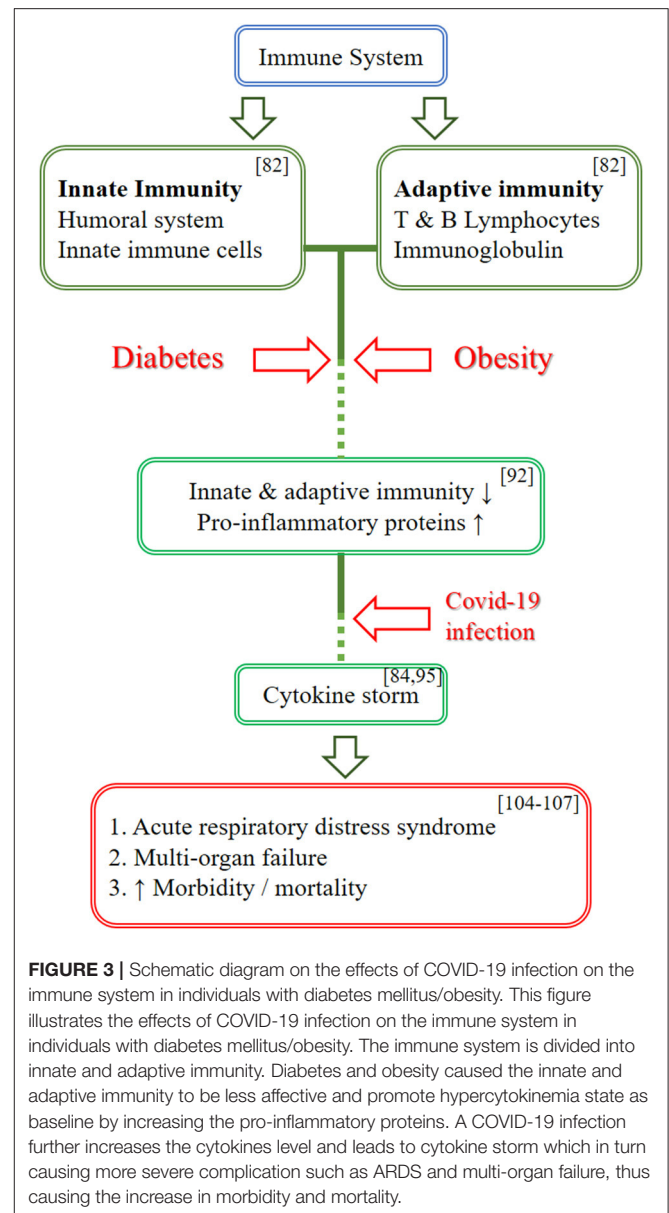 Immune System
[82]
Innate Immunity
Humoral system
Innate immune cells
[82]
Adaptive immunity
T & B Lymphocytes
Immunoglobulin
Diabetes
Obesity
[92]
Innate & adaptive immunity ↓
Pro-inflammatory proteins ↑
Covid-19
infection
[84,95]
Cytokine storm
[104-107]
1. Acute respiratory distress syndrome
2. Multi-organ failure
3. ↑ Morbidity / mortality
FIGURE 3 | Schematic diagram on the effects of COVID-19 infection on the
immune system in individuals with diabetes mellitus/obesity. This figure
illustrates the effects of COVID-19 infection on the immune system in
individuals with diabetes mellitus/obesity. The immune system is divided into
innate and adaptive immunity. Diabetes and obesity caused the innate and
adaptive immunity to be less affective and promote hypercytokinemia state as
baseline by increasing the pro-inflammatory proteins. A COVID-19 infection
further increases the cytokines level and leads to cytokine storm which in turn
causing more severe complication such as ARDS and multi-organ failure, thus
causing the increase in morbidity and mortality.